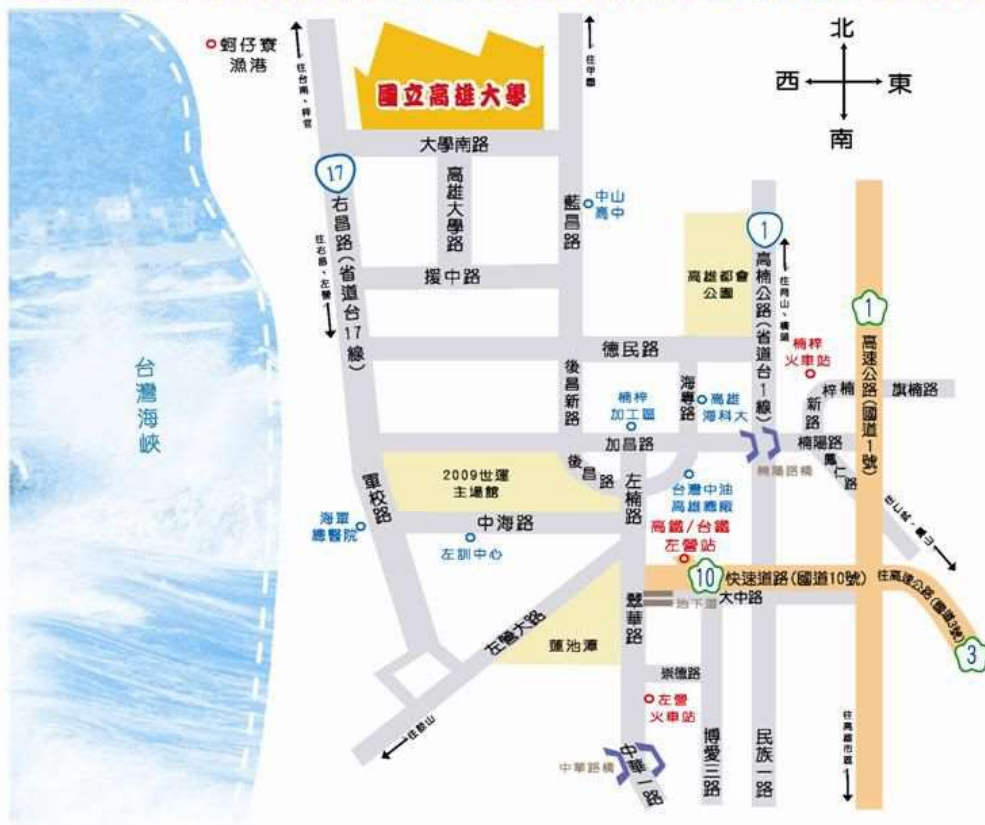 北
西 東
南
蚵仔寮
漁港
往台南、梓官
國立高雄大學
往甲圍
大學南路
17
右昌路(省道台17線)
高雄大學路
藍昌路
中山
高中
1
往右昌、左營
援中路
高雄都會
公園
高楠公路(省道台1線)
往岡山、橋頭
1
高速公路(國道1號)
台灣海峽
德民路
楠梓
火車站
後昌新路
楠梓
加工區
海專路
高雄
海科大
楠梓新路
旗楠路
加昌路
楠陽路
楠陽路橋
鳳仁路
2009世運
主場館
後昌路
左楠路
台灣中油
高雄總廠
軍校路
海軍
總醫院
中海路
左訓中心
高鐵/台鐵
左營站
10
快速道路(國道10號)
往高速公路(國道3號)
3
地下道
大中路
翠華路
左營大路
蓮池潭
崇德路
左營
火車站
往鼓山
中華路橋
中華一路
博愛三路
民族一路
往高雄市區